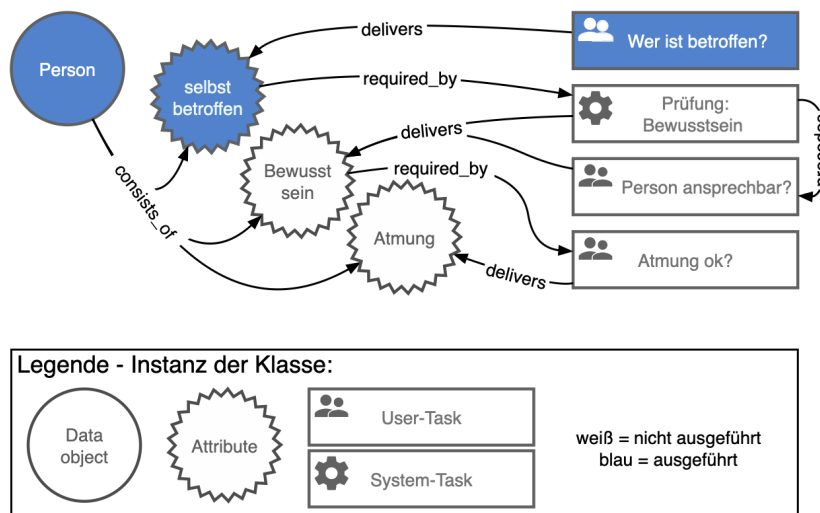 Person
selbst
betroffen
delivers
Wer ist betroffen?
required_by
Prüfung:
Bewusstsein
delivers
precedes
Bewusst
sein
required_by
Person ansprechbar?
consists_of
Atmung
Atmung ok?
delivers
Legende - Instanz der Klasse:
Data
object
Attribute
User-Task
System-Task
weiß = nicht ausgeführt
blau = ausgeführt